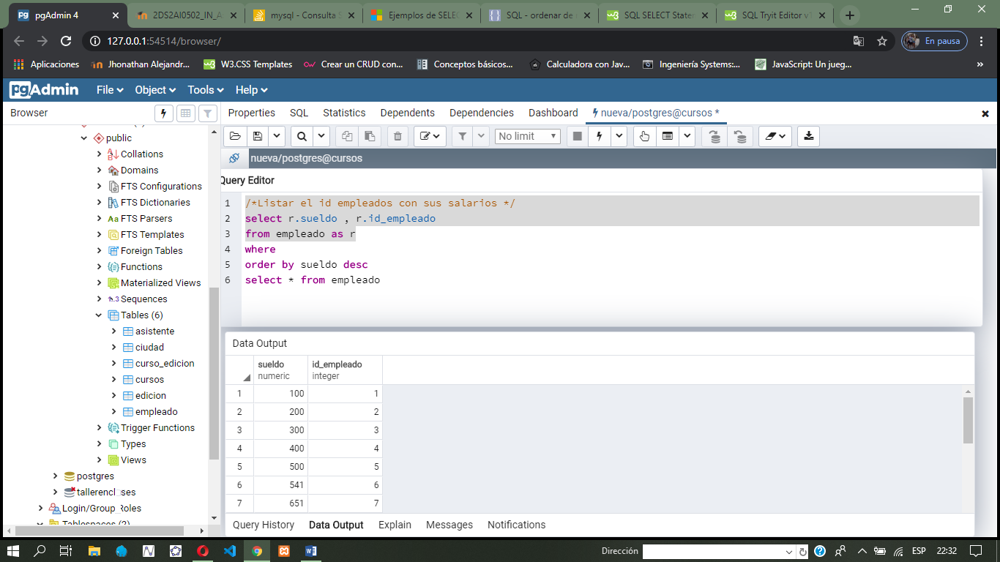 pgAdmin 4
2DS2AI0502_IN_A
mysql - Consulta S
Ejemplos de SELEC
SQL - ordenar de
SQL SELECT Statem
SQL Tryit Editor v
127.0.0.1:54514/browser/
En pausa
Aplicaciones
Jhonathan Alejandr...
W3.CSS Templates
Crear un CRUD con...
Conceptos básicos...
Calculadora con Jav...
Ingeniería Systems:...
JavaScript: Un jueg...
»
pgAdmin
File
Object
Tools
Help
Browser
Properties
SQL
Statistics
Dependents
Dependencies
Dashboard
nueva/postgres@cursos *
No limit
nueva/postgres@cursos
public
Collations
Domains
FTS Configurations
FTS Dictionaries
FTS Parsers
FTS Templates
Foreign Tables
Functions
Materialized Views
Sequences
Tables (6)
asistente
ciudad
curso_edicion
cursos
edicion
empleado
Trigger Functions
Types
Views
postgres
Login/Group Roles
Tablespaces (2)
Query Editor
1 /*Listar el id empleados con sus salarios */
2 select r.sueldo , r.id_empleado
3 from empleado as r
4 where
5 order by sueldo desc
6 select * from empleado
Data Output
sueldo id_empleado
numeric integer
1 100 1
2 200 2
3 300 3
4 400 4
5 500 5
6 541 6
7 651 7
Query History
Data Output
Explain
Messages
Notifications
Dirección
ESP
22:32